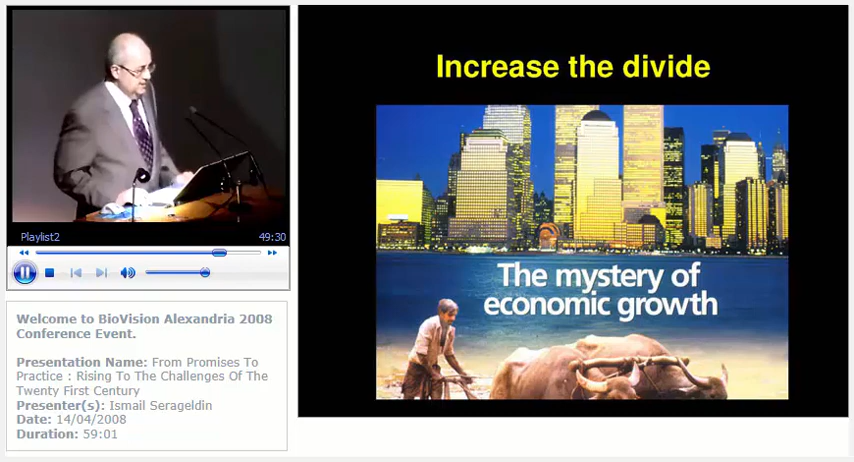 Playlist2 49:30
Welcome to BioVision Alexandria 2008
Conference Event.
Presentation Name: From Promises To
Practice : Rising To The Challenges Of The
Twenty First Century
Presenter(s): Ismail Serageldin
Date: 14/04/2008
Duration: 59:01
Increase the divide
The mystery of
economic growth